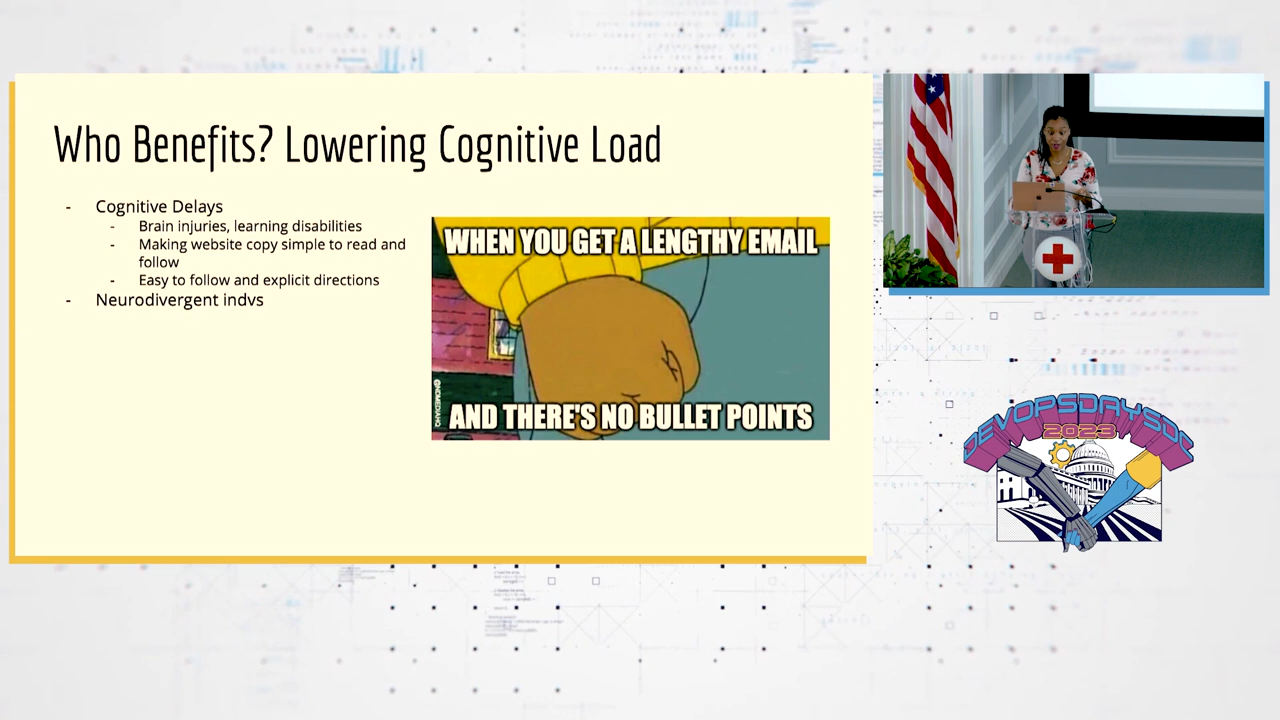 Who Benefits? Lowering Cognitive Load
- Cognitive Delays
- Brain injuries, learning disabilities
- Making website copy simple to read and
follow
- Easy to follow and explicit directions
- Neurodivergent indvs
WHEN YOU GET A LENGTHY EMAIL
AND THERE'S NO BULLET POINTS
@NOMEDIAHQ
DEVOPSDAYSDC
2023